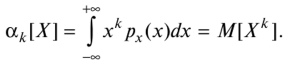 α_k[X] = ∫_{−∞}^{+∞} x^k p_x(x)dx = M[X^k].